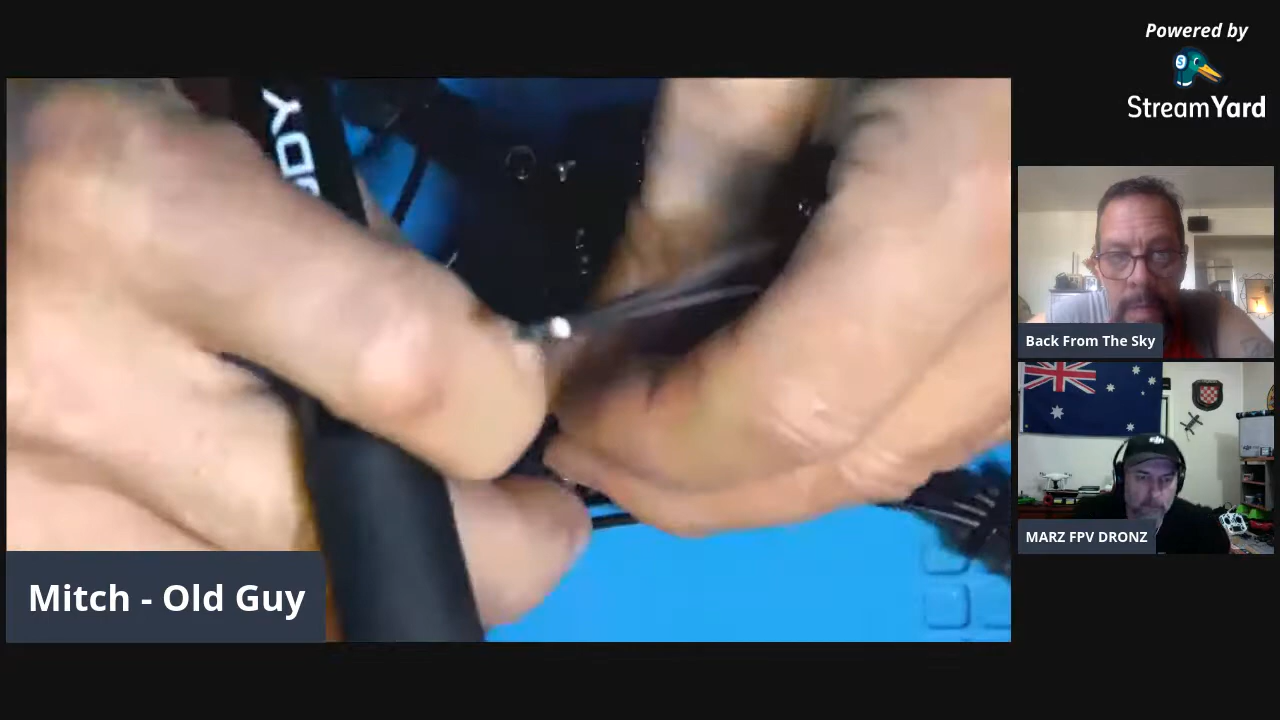 Powered by
StreamYard
Back From The Sky
MARZ FPV DRONZ
Mitch - Old Guy